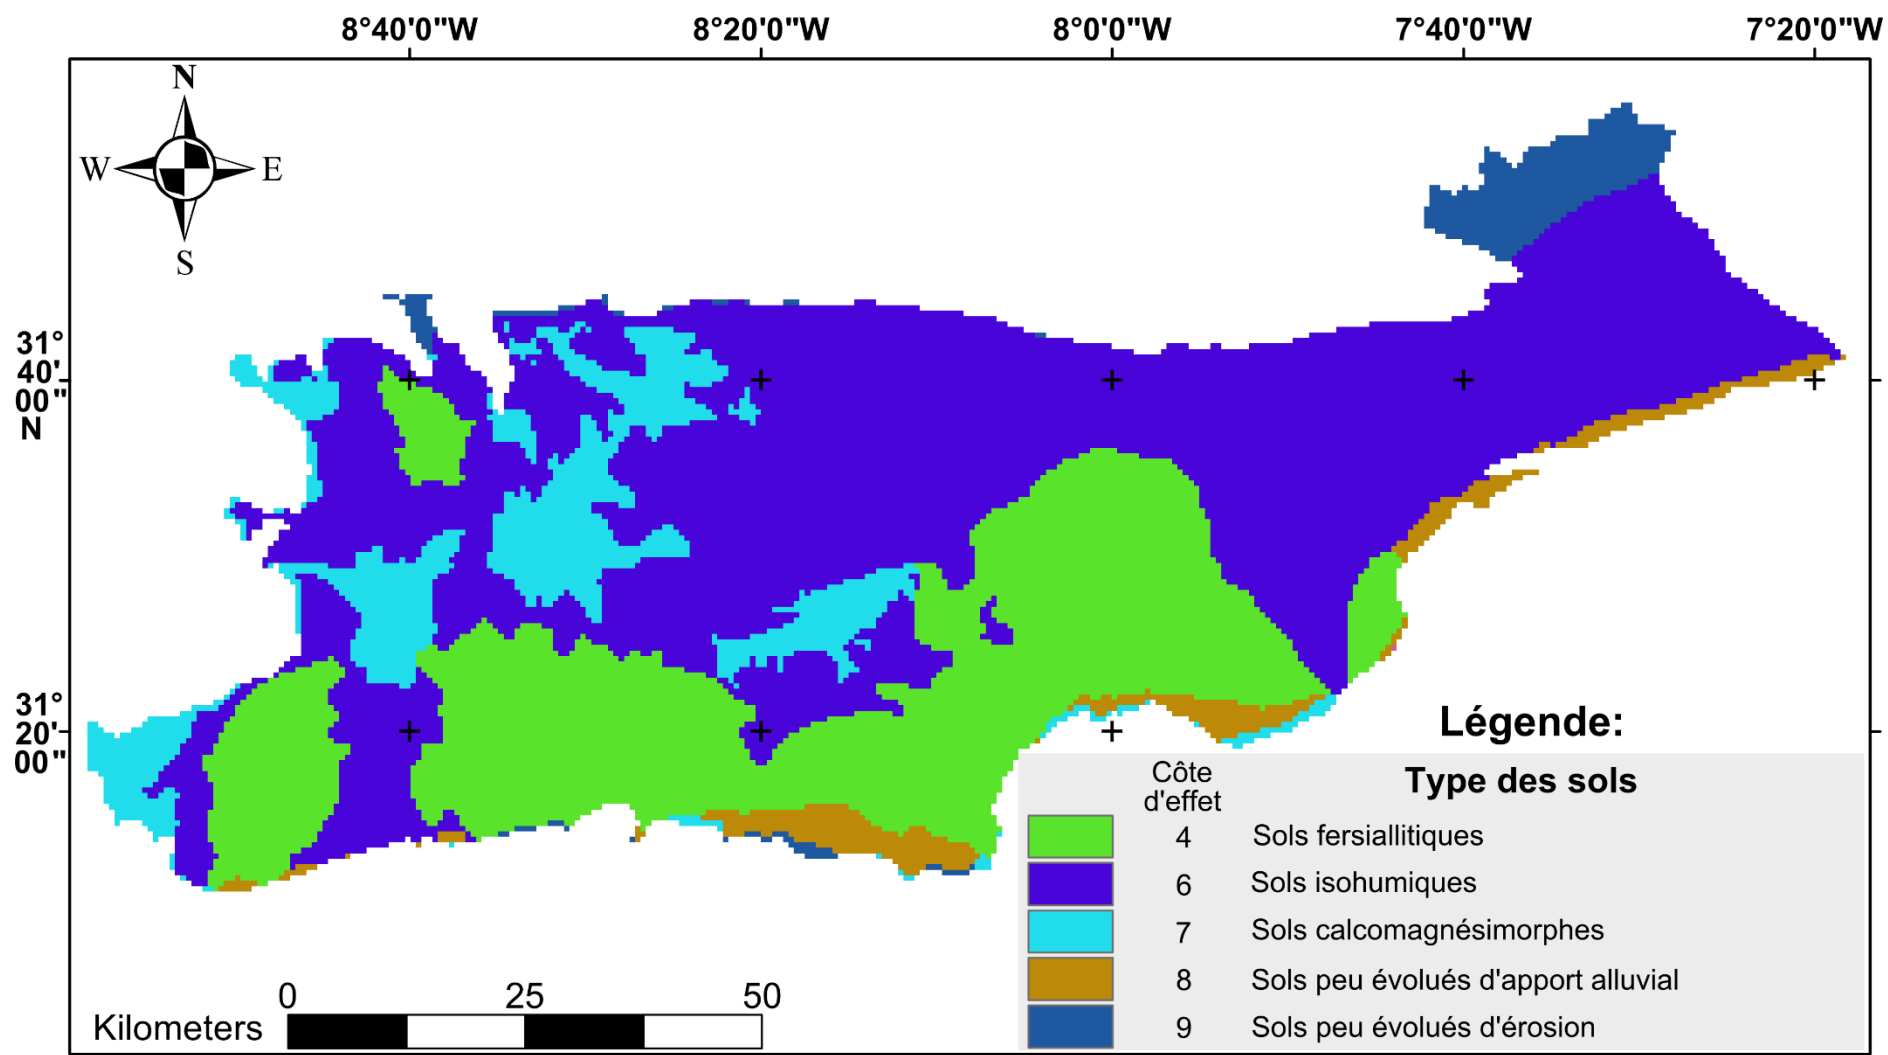 8°40'0"W 8°20'0"W 8°0'0"W 7°40'0"W 7°20'0"W
N
W E
S
31°
40'
00"
N
31°
20'
00"
Légende:
Côte
d'effet
Type des sols
4 Sols fersiallitiques
6 Sols isohumiques
7 Sols calcomagnésimorphes
8 Sols peu évolués d'apport alluvial
9 Sols peu évolués d'érosion
0 25 50
Kilometers